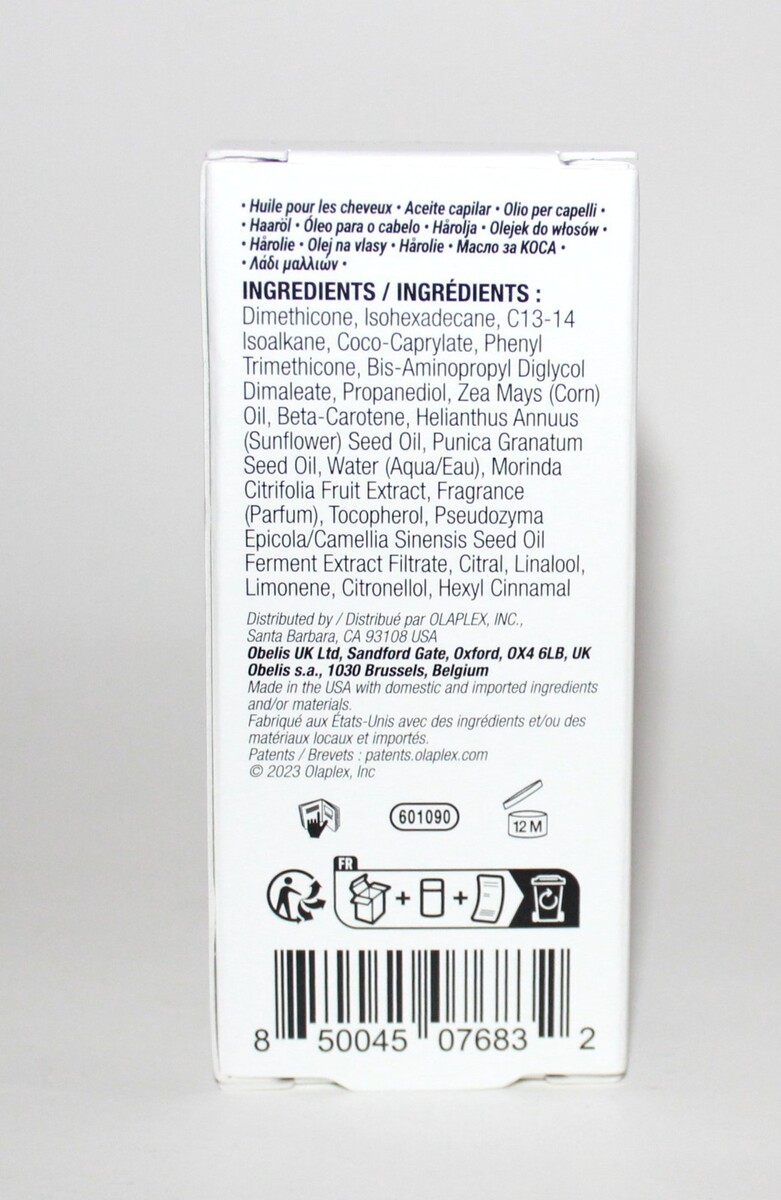 • Huile pour les cheveux • Aceite capilar • Olio per capelli •
• Haaröl • Óleo para o cabelo • Hårolja • Olejek do włosów •
• Hårolie • Olej na vlasy • Hårolie • Масло за КОСА •
• Λάδι μαλλιών •
INGREDIENTS / INGRÉDIENTS :
Dimethicone, Isohexadecane, C13-14
Isoalkane, Coco-Caprylate, Phenyl
Trimethicone, Bis-Aminopropyl Diglycol
Dimaleate, Propanediol, Zea Mays (Corn)
Oil, Beta-Carotene, Helianthus Annuus
(Sunflower) Seed Oil, Punica Granatum
Seed Oil, Water (Aqua/Eau), Morinda
Citrifolia Fruit Extract, Fragrance
(Parfum), Tocopherol, Pseudozyma
Epicola/Camellia Sinensis Seed Oil
Ferment Extract Filtrate, Citral, Linalool,
Limonene, Citronellol, Hexyl Cinnamal
Distributed by / Distribué par OLAPLEX, INC.,
Santa Barbara, CA 93108 USA
Obelis UK Ltd, Sandford Gate, Oxford, OX4 6LB, UK
Obelis s.a., 1030 Brussels, Belgium
Made in the USA with domestic and imported ingredients
and/or materials.
Fabriqué aux États-Unis avec des ingrédients et/ou des
matériaux locaux et importés.
Patents / Brevets : patents.olaplex.com
© 2023 Olaplex, Inc
601090
12 M
FR
+ +
8 50045 07683 2